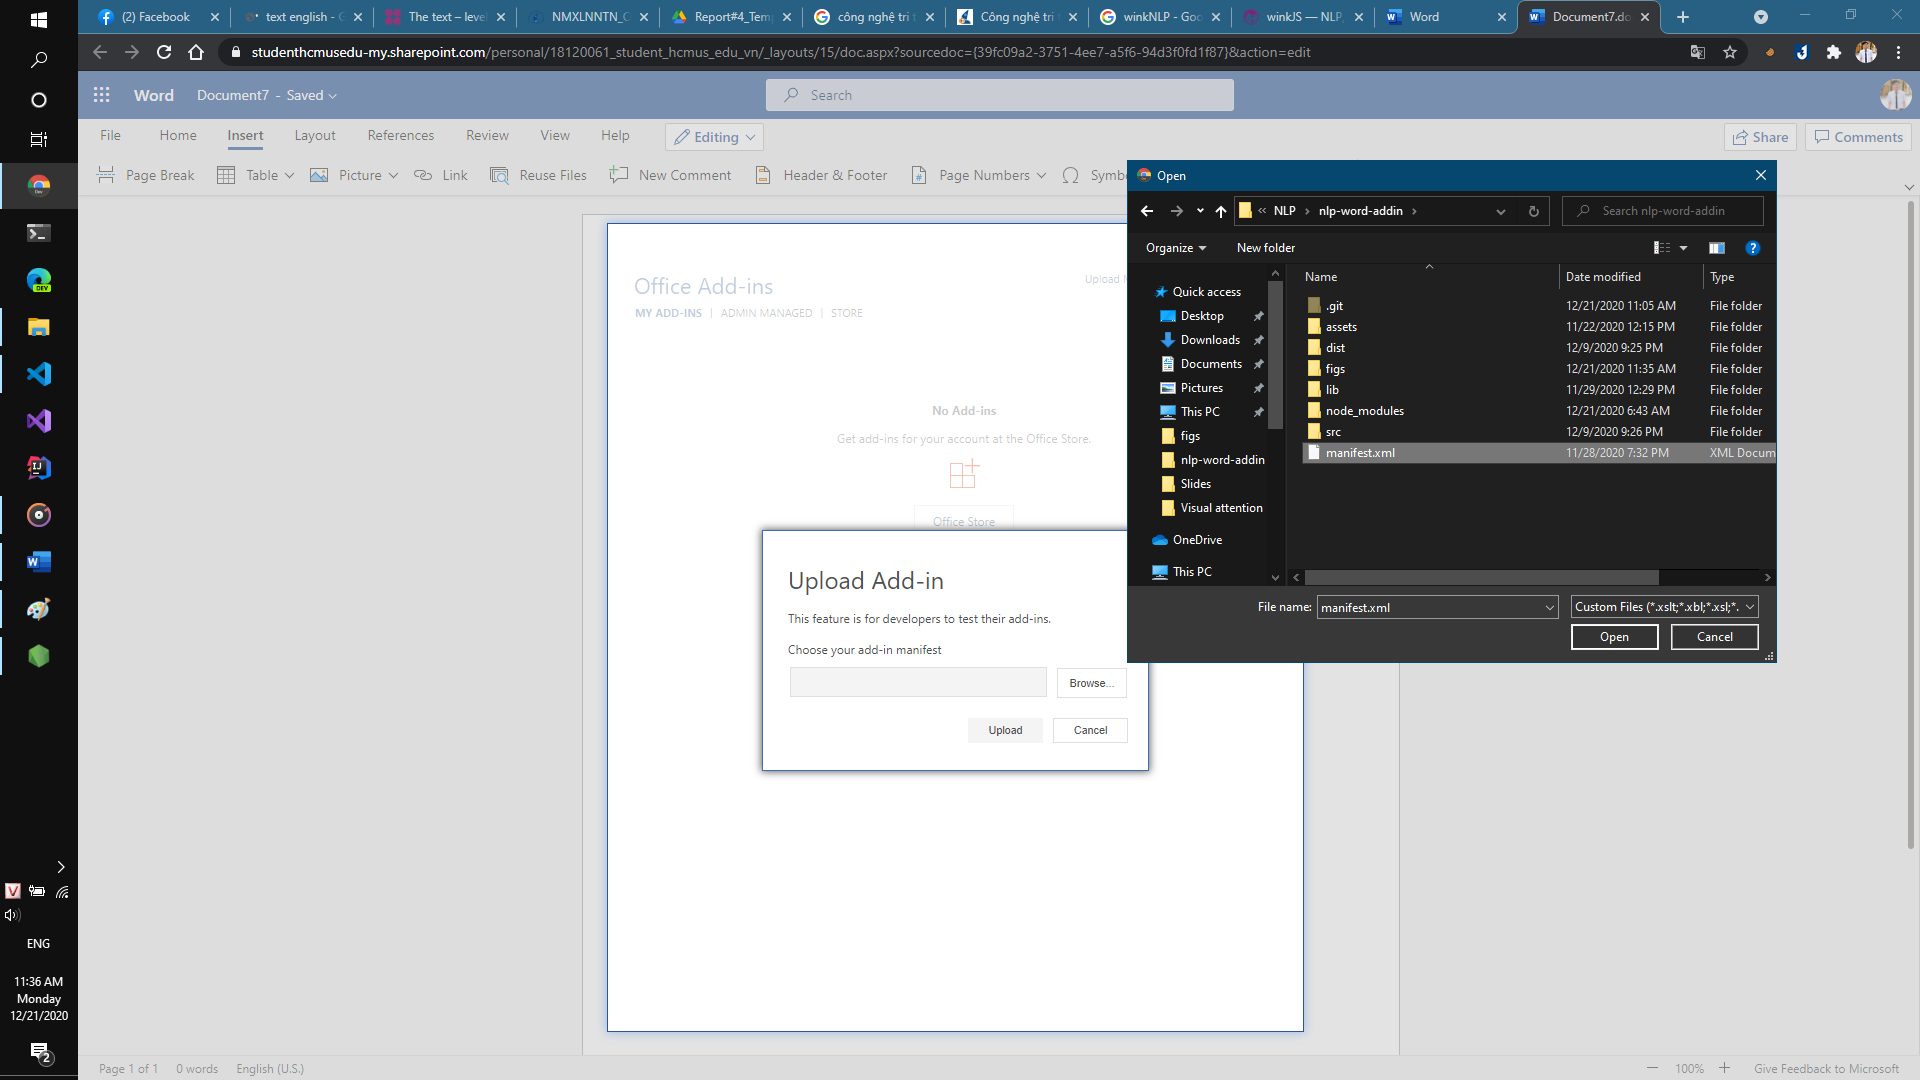 (2) Facebook
text english - G
The text – level
NMXLNNTN_C
Report#4_Temp
công nghệ tri t
Công nghệ tri t
winkNLP - Goo
winkJS — NLP,
Word
Document7.do
studenthcmusedu-my.sharepoint.com/personal/18120061_student_hcmus_edu_vn/_layouts/15/doc.aspx?sourcedoc={39fc09a2-3751-4ee7-a5f6-94d3f0fd1f87}&action=edit
Word
Document7 - Saved
Search
File Home Insert Layout References Review View Help Editing
Share Comments
Page Break Table Picture Link Reuse Files New Comment Header & Footer Page Numbers Symbo
Office Add-ins
Upload M
MY ADD-INS | ADMIN MANAGED | STORE
No Add-ins
Get add-ins for your account at the Office Store.
Office Store
Upload Add-in
This feature is for developers to test their add-ins.
Choose your add-in manifest
Browse...
Upload Cancel
Open
« NLP › nlp-word-addin ›
Search nlp-word-addin
Organize New folder
Quick access
Desktop
Downloads
Documents
Pictures
This PC
figs
nlp-word-addin
Slides
Visual attention
OneDrive
This PC
Name Date modified Type
.git 12/21/2020 11:05 AM File folder
assets 11/22/2020 12:15 PM File folder
dist 12/9/2020 9:25 PM File folder
figs 12/21/2020 11:35 AM File folder
lib 11/29/2020 12:29 PM File folder
node_modules 12/21/2020 6:43 AM File folder
src 12/9/2020 9:26 PM File folder
manifest.xml 11/28/2020 7:32 PM XML Docum
File name: manifest.xml Custom Files (*.xslt;*.xbl;*.xsl;*.
Open Cancel
DEV
ENG
11:36 AM
Monday
12/21/2020
2
Page 1 of 1 0 words English (U.S.)
100% Give Feedback to Microsoft